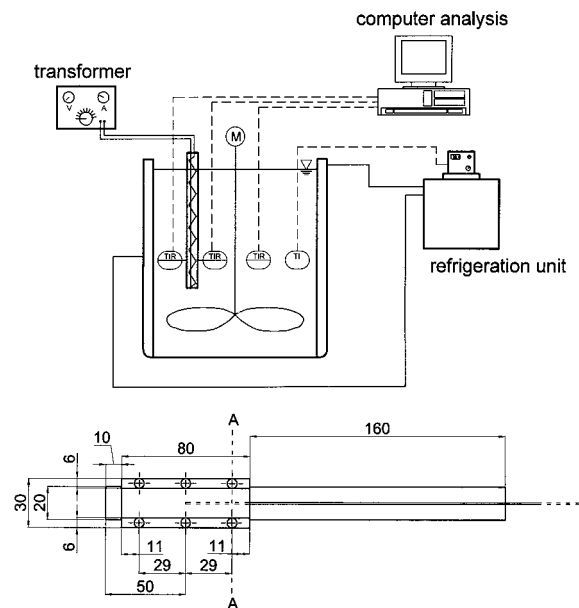 computer analysis
transformer
V A
M
TIR TIR TIR TI
refrigeration unit
A
10 80 160
6
30 20
6
11 11
29 29
50
A